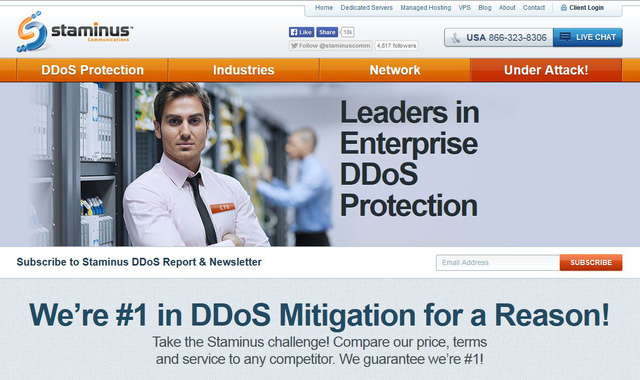 Home Dedicated Servers Managed Hosting VPS Blog About Contact Client Login
staminus™
Communications
Like Share 18k
Follow @staminuscomm 4,817 followers
USA 866-323-8306 LIVE CHAT
DDoS Protection Industries Network Under Attack!
Leaders in
Enterprise
DDoS
Protection
CTO
Subscribe to Staminus DDoS Report & Newsletter Email Address SUBSCRIBE
We're #1 in DDoS Mitigation for a Reason!
Take the Staminus challenge! Compare our price, terms
and service to any competitor. We guarantee we're #1!